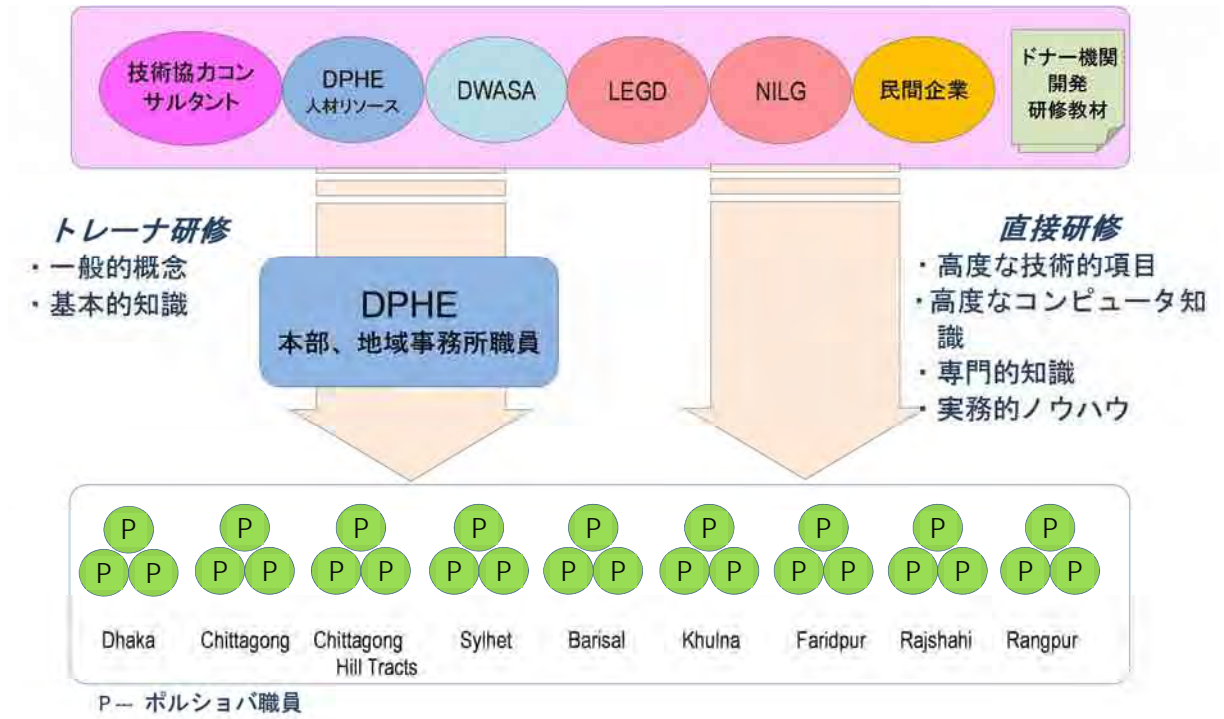 技術協力コン
サルタント
DPHE
人材リソース
DWASA
LEGD
NILG
民間企業
ドナー機関
開発
研修教材
トレーナ研修
・一般的概念
・基本的知識
DPHE
本部、地域事務所職員
直接研修
・高度な技術的項目
・高度なコンピュータ知
識
・専門的知識
・実務的ノウハウ
P P P P P P P P P
P P P P P P P P P P P P P P P P P P
Dhaka Chittagong Chittagong Sylhet Barisal Khulna Faridpur Rajshahi Rangpur
Hill Tracts
P— ポルショバ職員